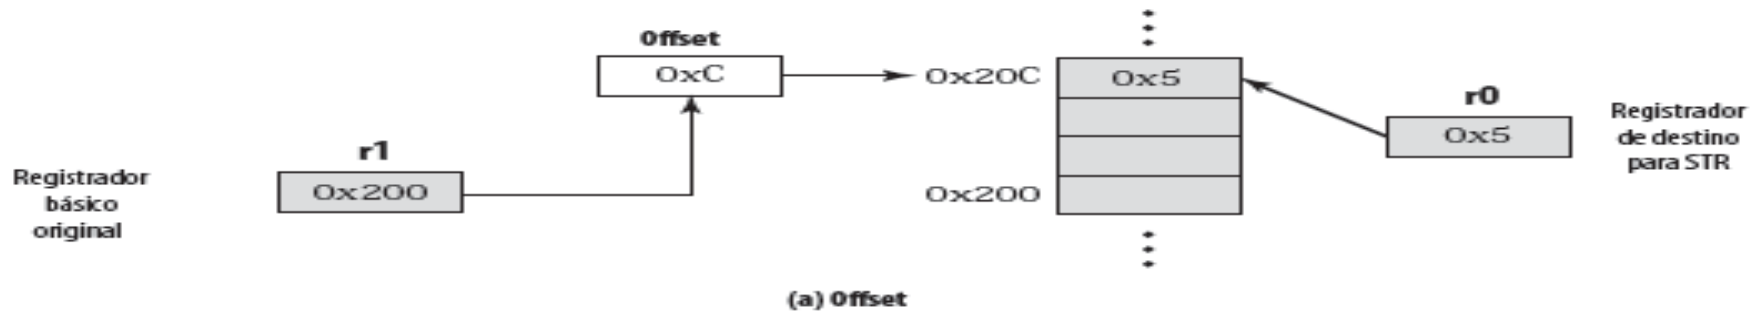 Offset
0xC
0x20C
0x5
r0
0x5
Registrador
de destino
para STR
r1
0x200
Registrador
básico
original
0x200
(a) Offset